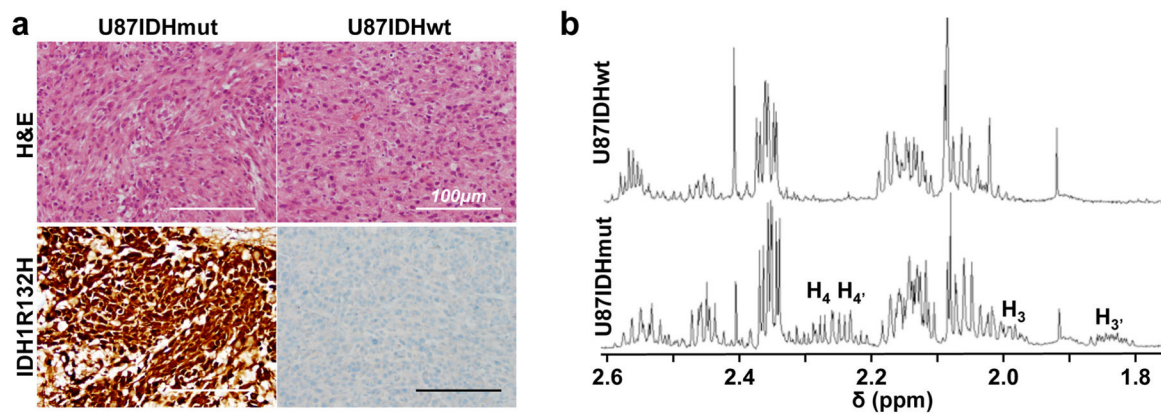 a
U87IDHmut
U87IDHwt
H&E
100μm
IDH1R132H
b
U87IDHwt
U87IDHmut
H4 H4'
H3
H3'
2.6
2.4
2.2
2.0
1.8
δ (ppm)